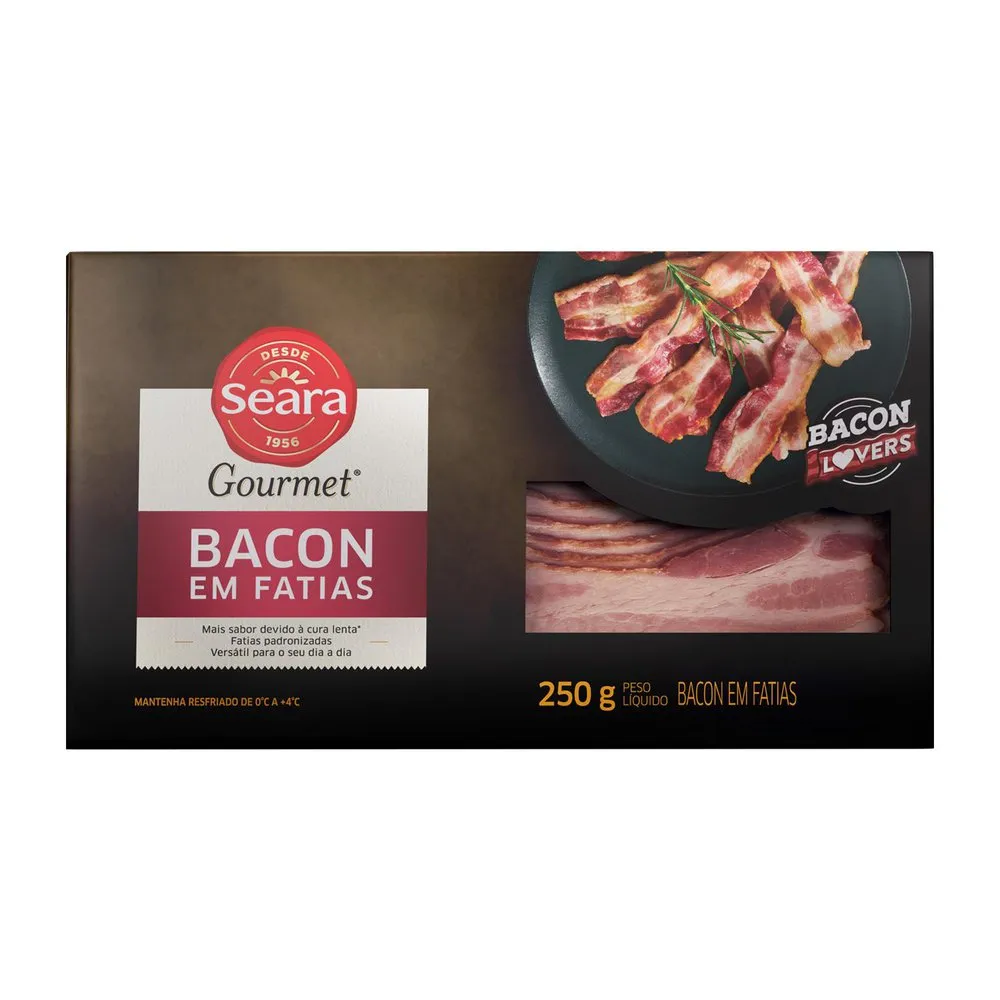 DESDE
Seara
1956
Gourmet®
BACON
EM FATIAS
Mais sabor devido à cura lenta*
Fatias padronizadas
Versátil para o seu dia a dia
MANTENHA RESFRIADO DE 0°C A +4°C
BACON
LOVERS
250 g PESO LÍQUIDO BACON EM FATIAS